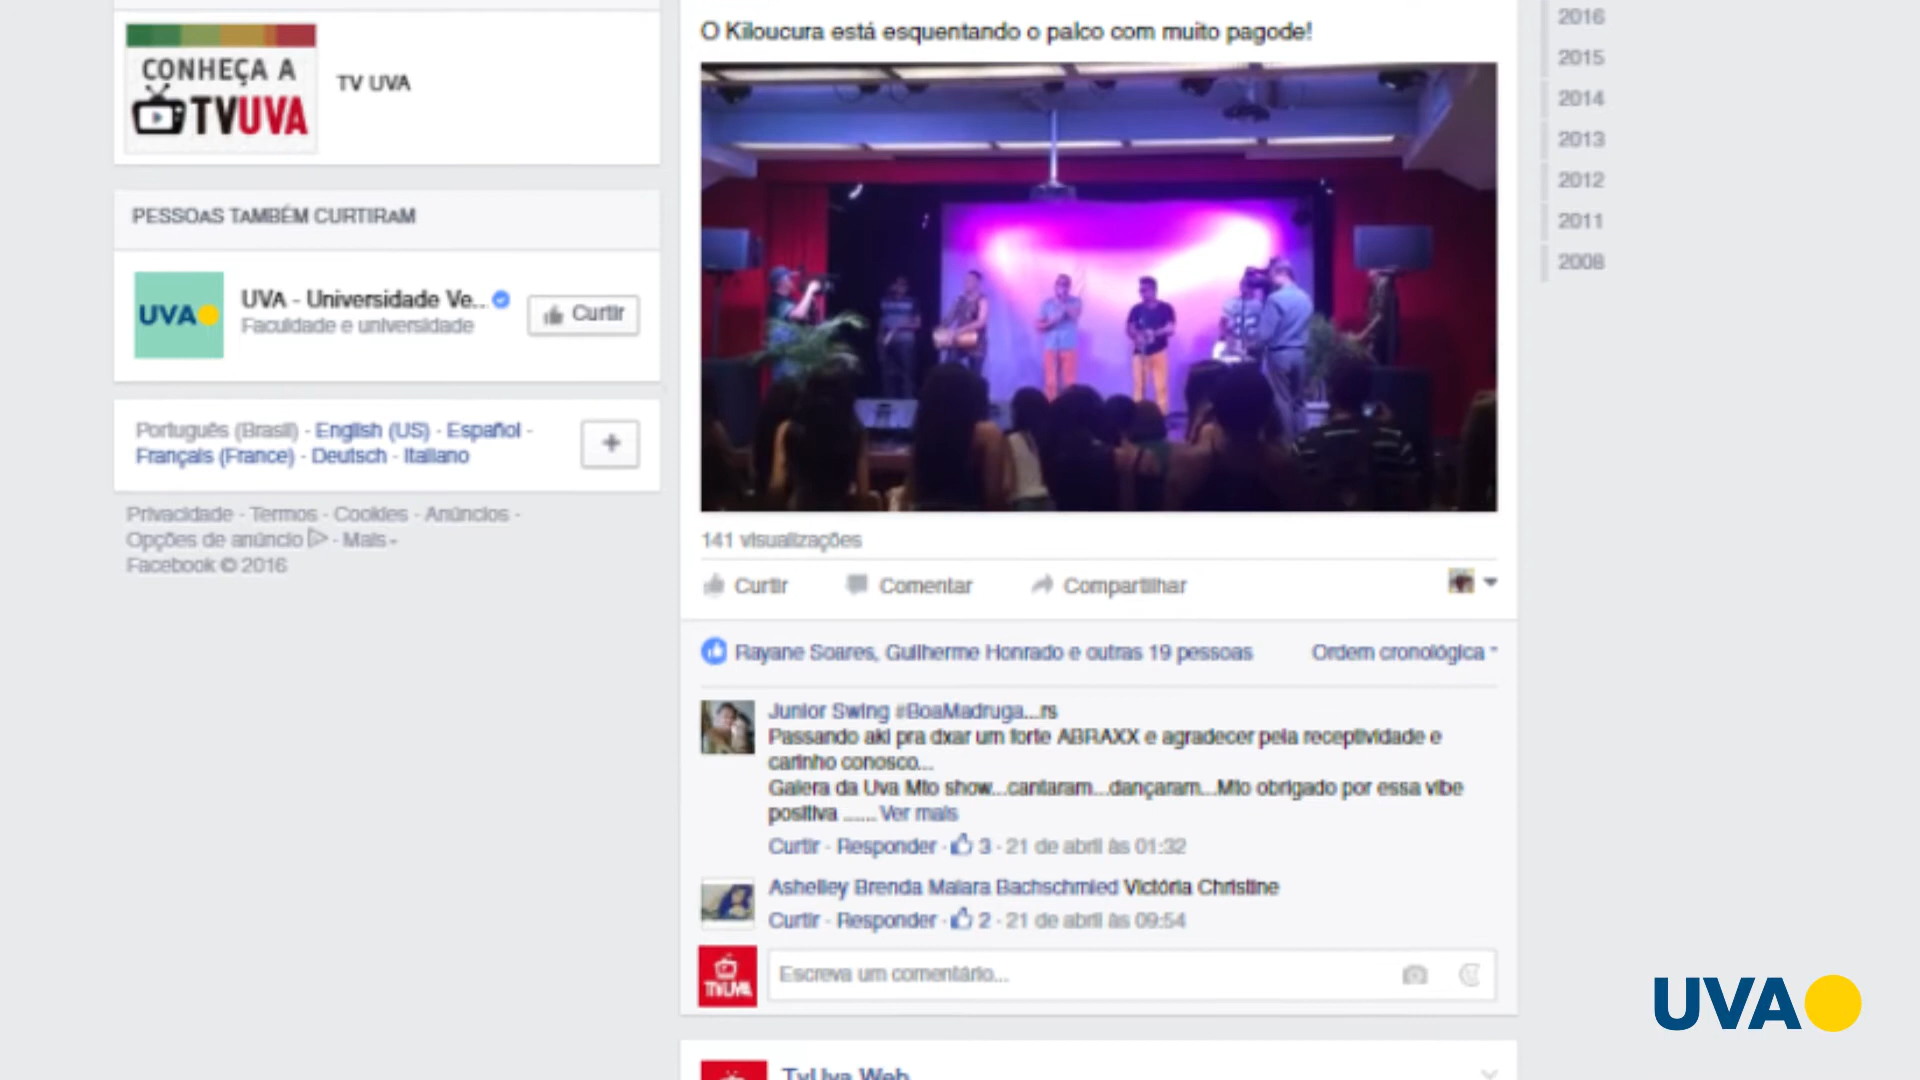 CONHEÇA A
TVUVA
TV UVA
PESSOAS TAMBÉM CURTIRAM
UVA
UVA - Universidade Ve...
Faculdade e universidade
Curtir
Português (Brasil) · English (US) · Español ·
Français (France) · Deutsch · Italiano
+
Privacidade · Termos · Cookies · Anúncios ·
Opções de anúncio · Mais
Facebook © 2016
O Kiloucura está esquentando o palco com muito pagode!
141 visualizações
Curtir Comentar Compartilhar
Rayane Soares, Guilherme Honrado e outras 19 pessoas Ordem cronológica
Junior Swing #BoaMadruga...rs
Passando aki pra dxar um forte ABRAXX e agradecer pela receptividade e
carinho conosco...
Galera da Uva Mto show...cantaram...dançaram...Mto obrigado por essa vibe
positiva ...... Ver mais
Curtir · Responder · 3 · 21 de abril às 01:32
Ashelley Brenda Maiara Bachschmied Victória Christine
Curtir · Responder · 2 · 21 de abril às 09:54
TVUVA
Escreva um comentário...
TvUva Web
2016
2015
2014
2013
2012
2011
2008
UVA